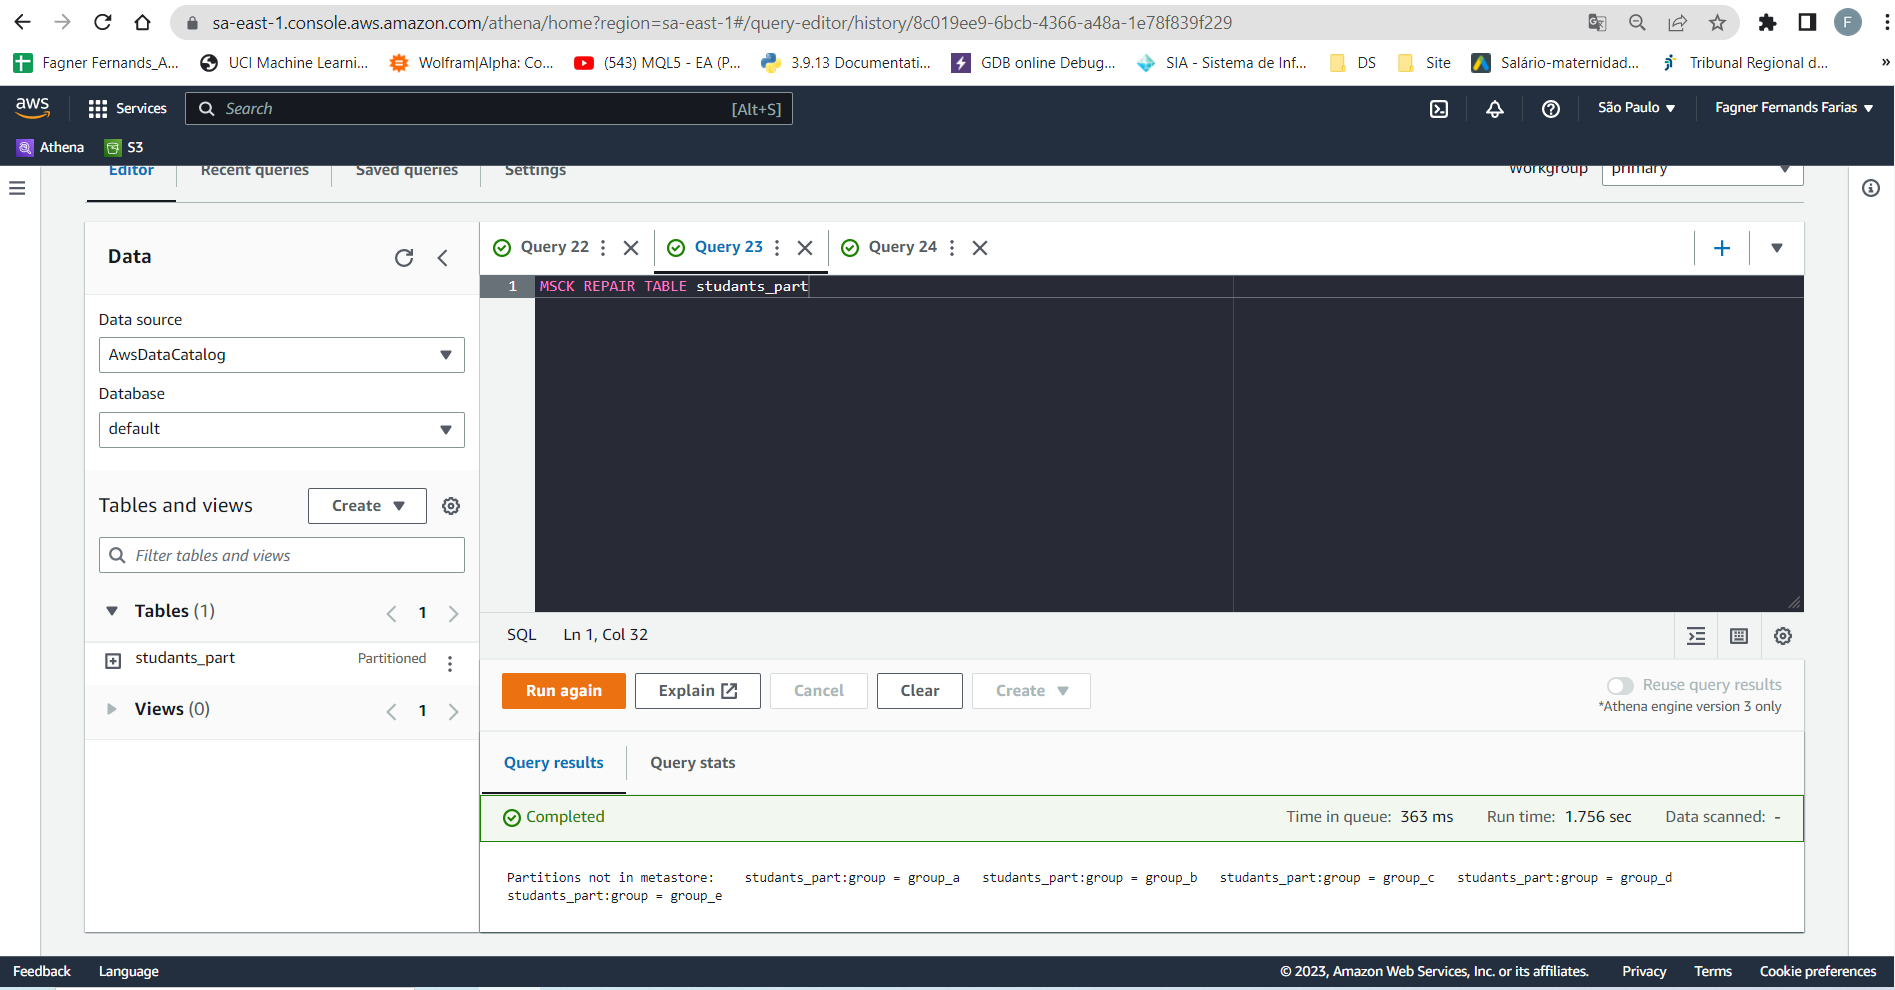 sa-east-1.console.aws.amazon.com/athena/home?region=sa-east-1#/query-editor/history/8c019ee9-6bcb-4366-a48a-1e78f839f229
F
Fagner Fernands_A... UCI Machine Learni... Wolfram|Alpha: Co... (543) MQL5 - EA (P... 3.9.13 Documentati... GDB online Debug... SIA - Sistema de Inf... DS Site Salário-maternidad... Tribunal Regional d... »
aws Services Search [Alt+S] São Paulo Fagner Fernands Farias
Athena S3
Editor Recent queries Saved queries Settings Workgroup primary
Data
Query 22 Query 23 Query 24
1 MSCK REPAIR TABLE studants_part
Data source
AwsDataCatalog
Database
default
Tables and views Create
Filter tables and views
Tables (1) 1
studants_part Partitioned
Views (0) 1
SQL Ln 1, Col 32
Run again Explain Cancel Clear Create Reuse query results
*Athena engine version 3 only
Query results Query stats
Completed Time in queue: 363 ms Run time: 1.756 sec Data scanned: -
Partitions not in metastore: studants_part:group = group_a studants_part:group = group_b studants_part:group = group_c studants_part:group = group_d
studants_part:group = group_e
Feedback Language © 2023, Amazon Web Services, Inc. or its affiliates. Privacy Terms Cookie preferences